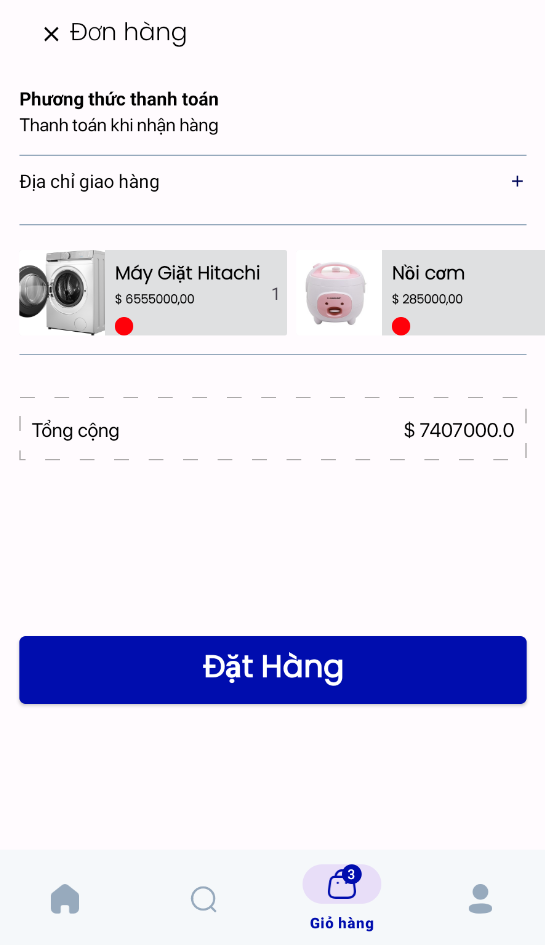 Đơn hàng
Phương thức thanh toán
Thanh toán khi nhận hàng
Địa chỉ giao hàng +
Máy Giặt Hitachi
$ 6555000,00
1
Nồi cơm
$ 285000,00
Tổng cộng $ 7407000.0
Đặt Hàng
3
Giỏ hàng